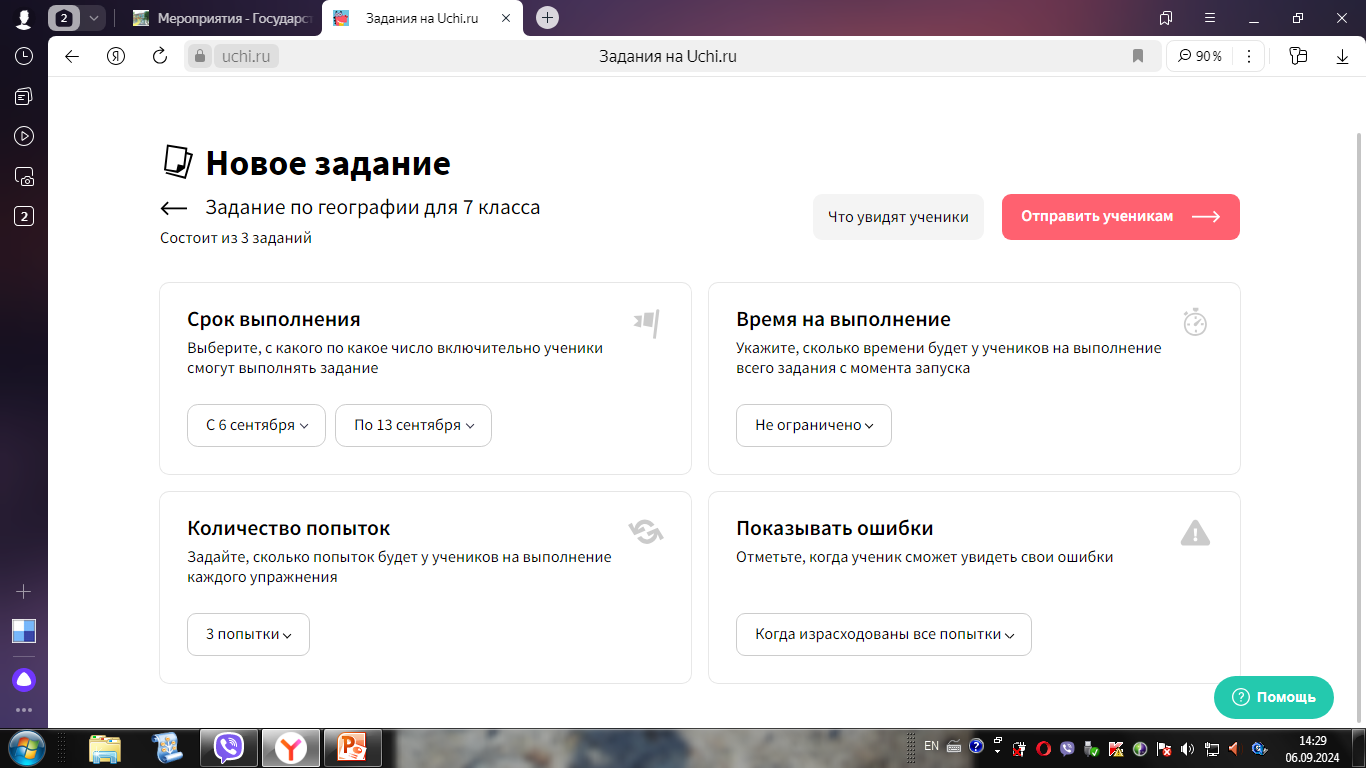 2
Мероприятия - Государст
Задания на Uchi.ru
uchi.ru
Задания на Uchi.ru
90 %
2
Новое задание
Задание по географии для 7 класса
Состоит из 3 заданий
Что увидят ученики
Отправить ученикам
Срок выполнения
Выберите, с какого по какое число включительно ученики
смогут выполнять задание
С 6 сентября
По 13 сентября
Время на выполнение
Укажите, сколько времени будет у учеников на выполнение
всего задания с момента запуска
Не ограничено
Количество попыток
Задайте, сколько попыток будет у учеников на выполнение
каждого упражнения
3 попытки
Показывать ошибки
Отметьте, когда ученик сможет увидеть свои ошибки
Когда израсходованы все попытки
Помощь
EN
14:29
06.09.2024